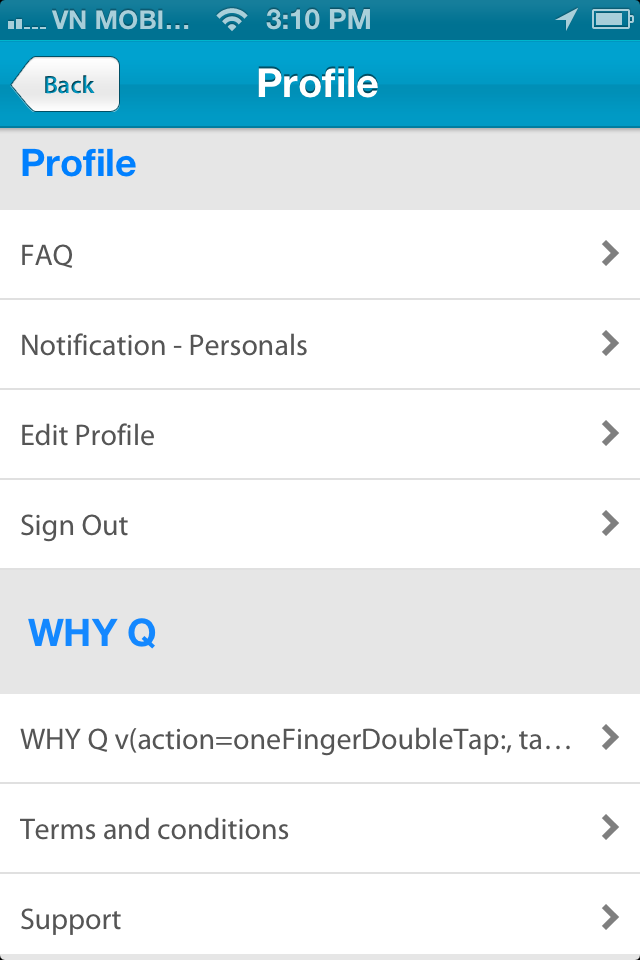 VN MOBI... 3:10 PM
Back
Profile
Profile
FAQ
Notification - Personals
Edit Profile
Sign Out
WHY Q
WHY Q v(action=oneFingerDoubleTap:, ta...
Terms and conditions
Support